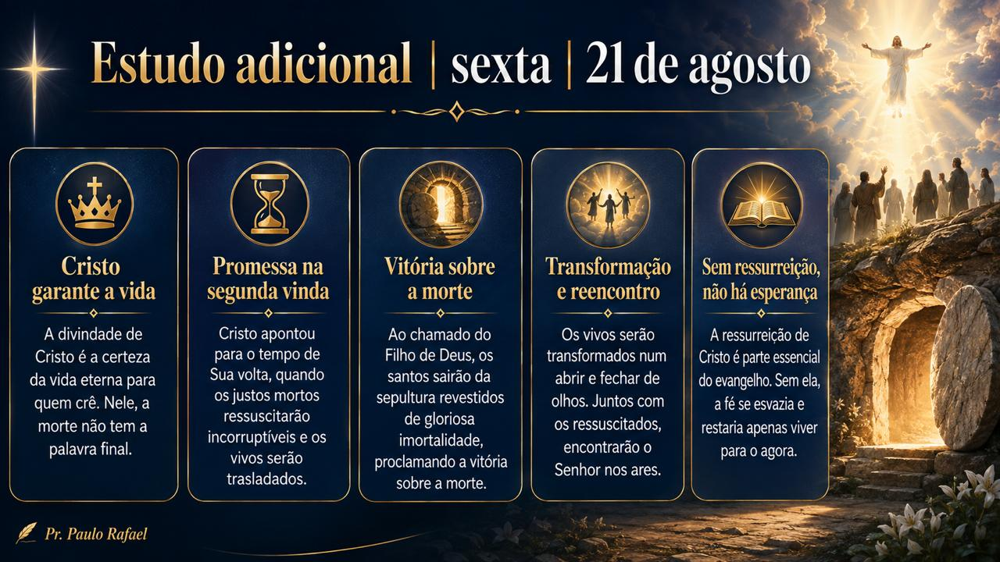 Estudo adicional | sexta | 21 de agosto
Cristo
garante a vida
A divindade de
Cristo é a certeza
da vida eterna para
quem crê. Nele, a
morte não tem a
palavra final.
Promessa na
segunda vinda
Cristo apontou
para o tempo de
Sua volta, quando
os justos mortos
ressuscitarão
incorruptíveis e os
vivos serão
trasladados.
Vitória sobre
a morte
Ao chamado do
Filho de Deus, os
santos sairão da
sepultura revestidos
de gloriosa
imortalidade,
proclamando a vitória
sobre a morte.
Transformação
e reencontro
Os vivos serão
transformados num
abrir e fechar de
olhos. Juntos com
os ressuscitados,
encontrarão o
Senhor nos ares.
Sem ressurreição,
não há esperança
A ressurreição de
Cristo é parte essencial
do evangelho. Sem ela,
a fé se esvazia e
restaria apenas viver
para o agora.
Pr. Paulo Rafael